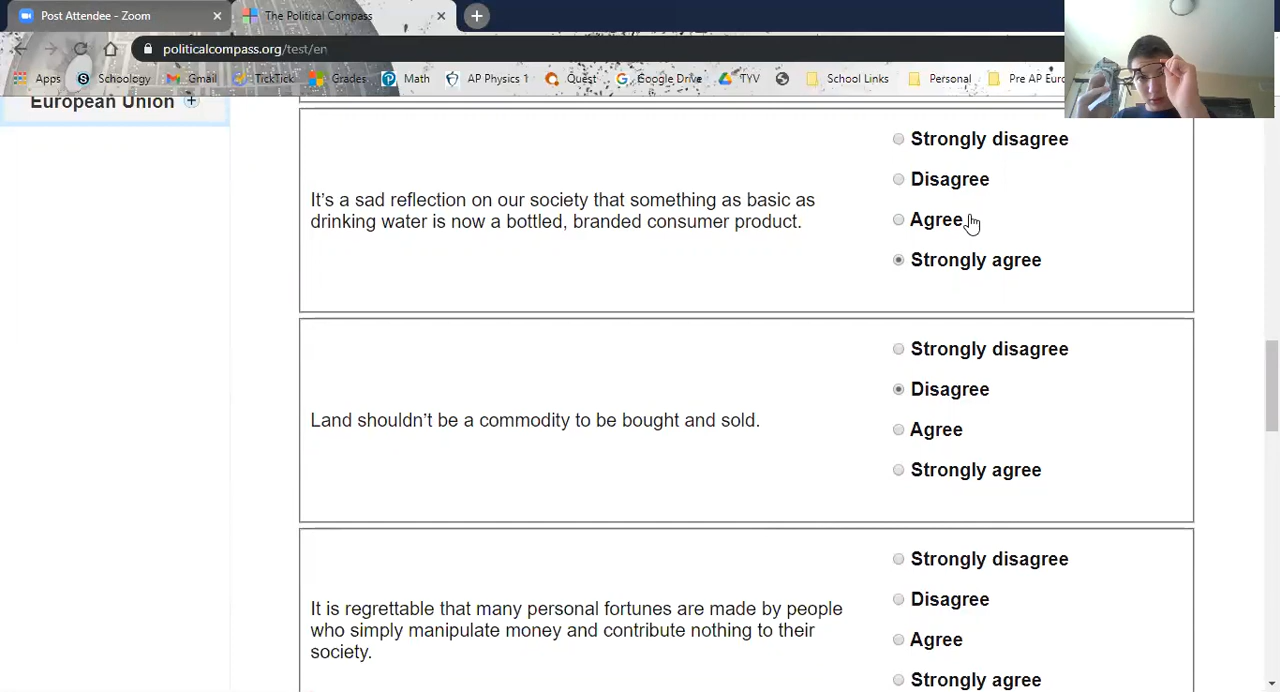 Post Attendee - Zoom
The Political Compass
politicalcompass.org/test/en
Apps
Schoology
Gmail
TickTick
Grades
Math
AP Physics 1
Quest
Google Drive
TYV
School Links
Personal
Pre AP Euro
European Union
It's a sad reflection on our society that something as basic as
drinking water is now a bottled, branded consumer product.
Strongly disagree
Disagree
Agree
Strongly agree
Land shouldn't be a commodity to be bought and sold.
Strongly disagree
Disagree
Agree
Strongly agree
It is regrettable that many personal fortunes are made by people
who simply manipulate money and contribute nothing to their
society.
Strongly disagree
Disagree
Agree
Strongly agree